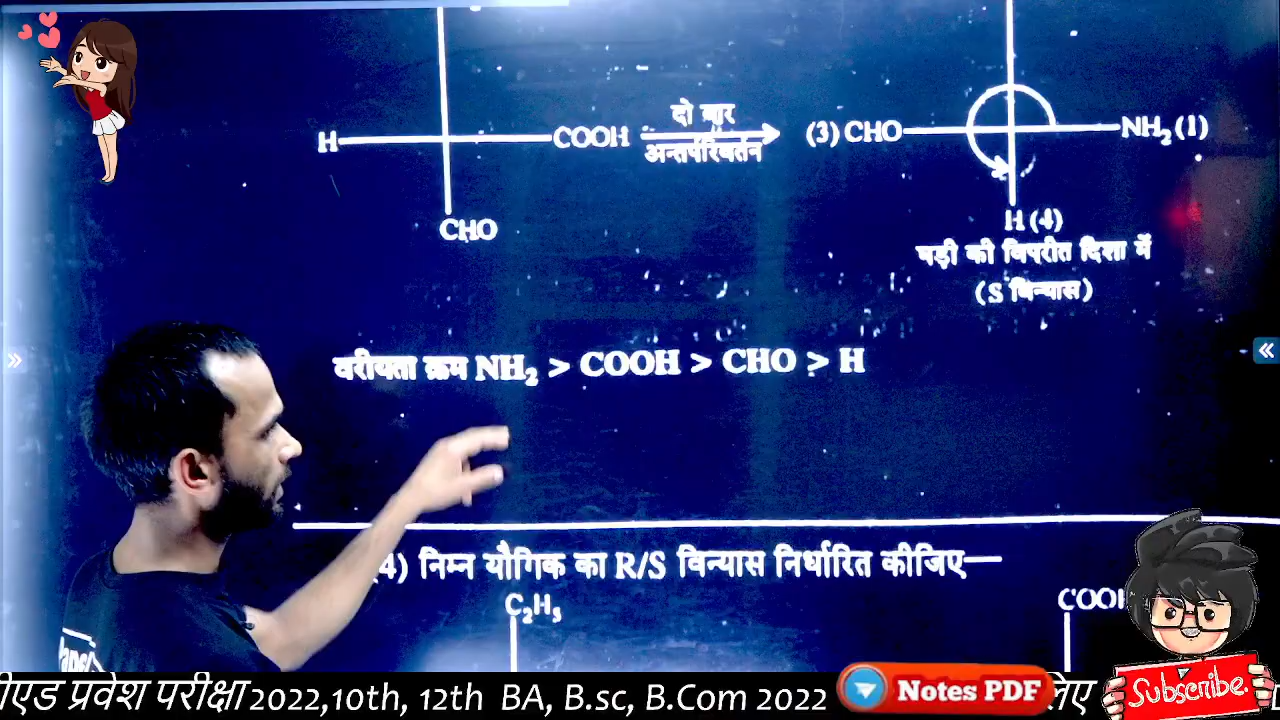 दो बार
H COOH अन्तर्परिवर्तन (3) CHO NH₂ (1)
CHO H (4)
घड़ी की विपरीत दिशा में
(S विन्यास)
वरीयता क्रम NH₂ > COOH > CHO > H
4) निम्न यौगिक का R/S विन्यास निर्धारित कीजिए—
C₂H₅ COOH
प्रवेश परीक्षा 2022,10th, 12th BA, B.sc, B.Com 2022
Notes PDF
Subscribe.